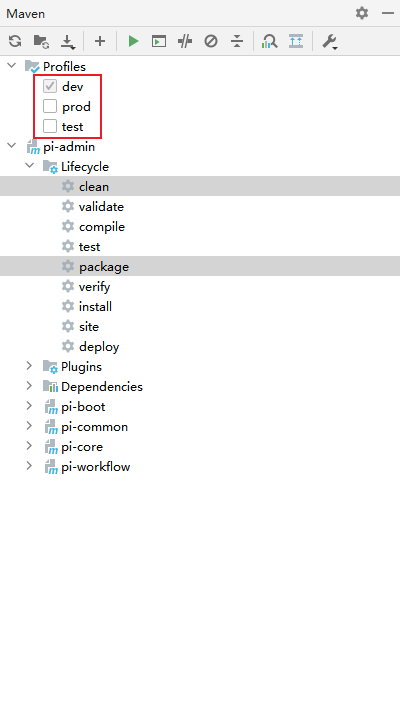 Maven
Profiles
dev
prod
test
pi-admin
Lifecycle
clean
validate
compile
test
package
verify
install
site
deploy
Plugins
Dependencies
pi-boot
pi-common
pi-core
pi-workflow